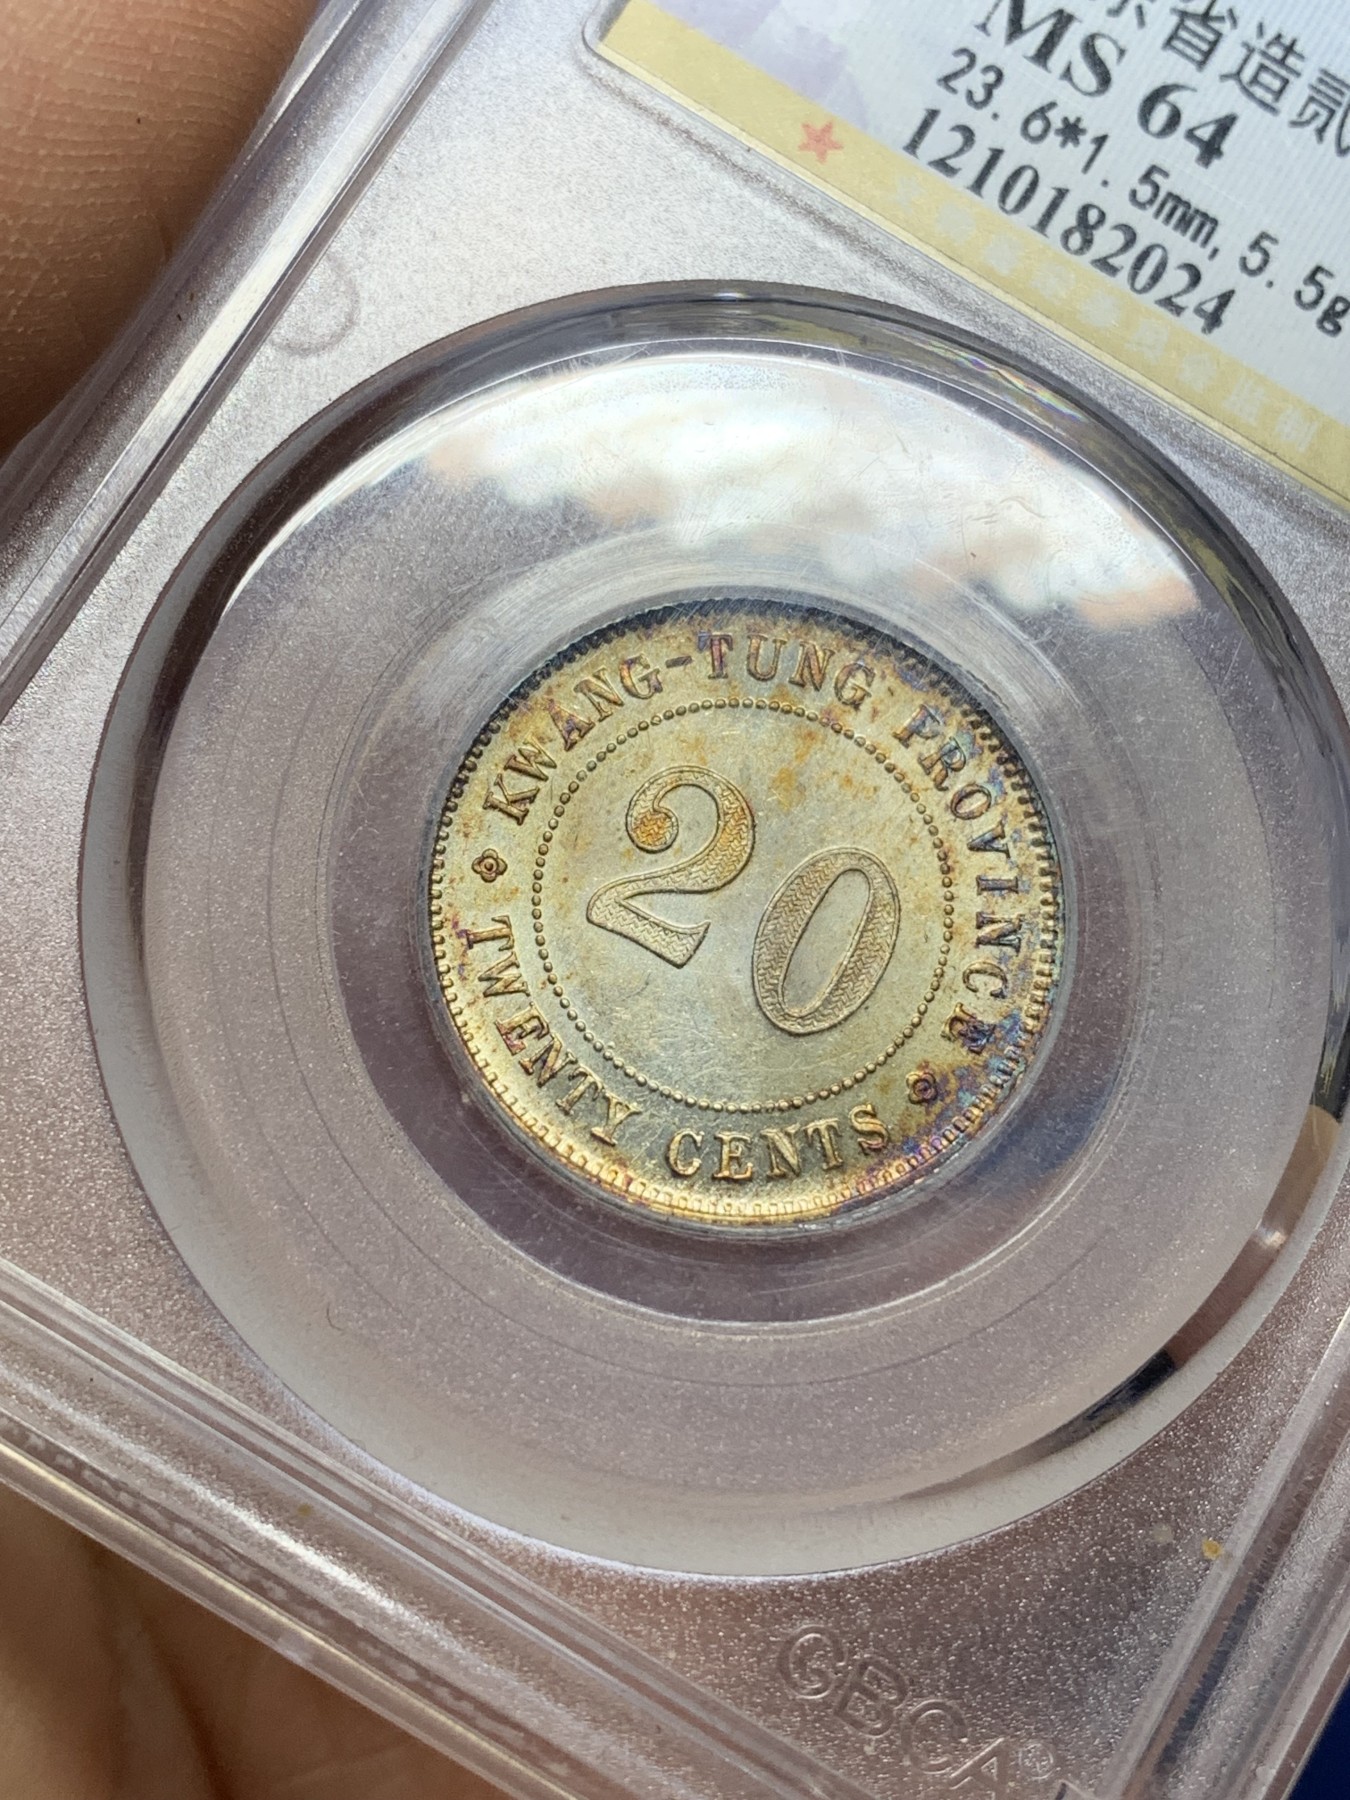 省造贰
MS 64
23.6*1.5mm,5.5g
1210182024
KWANG-TUNG PROVINCE
20
TWENTY CENTS
GBCA